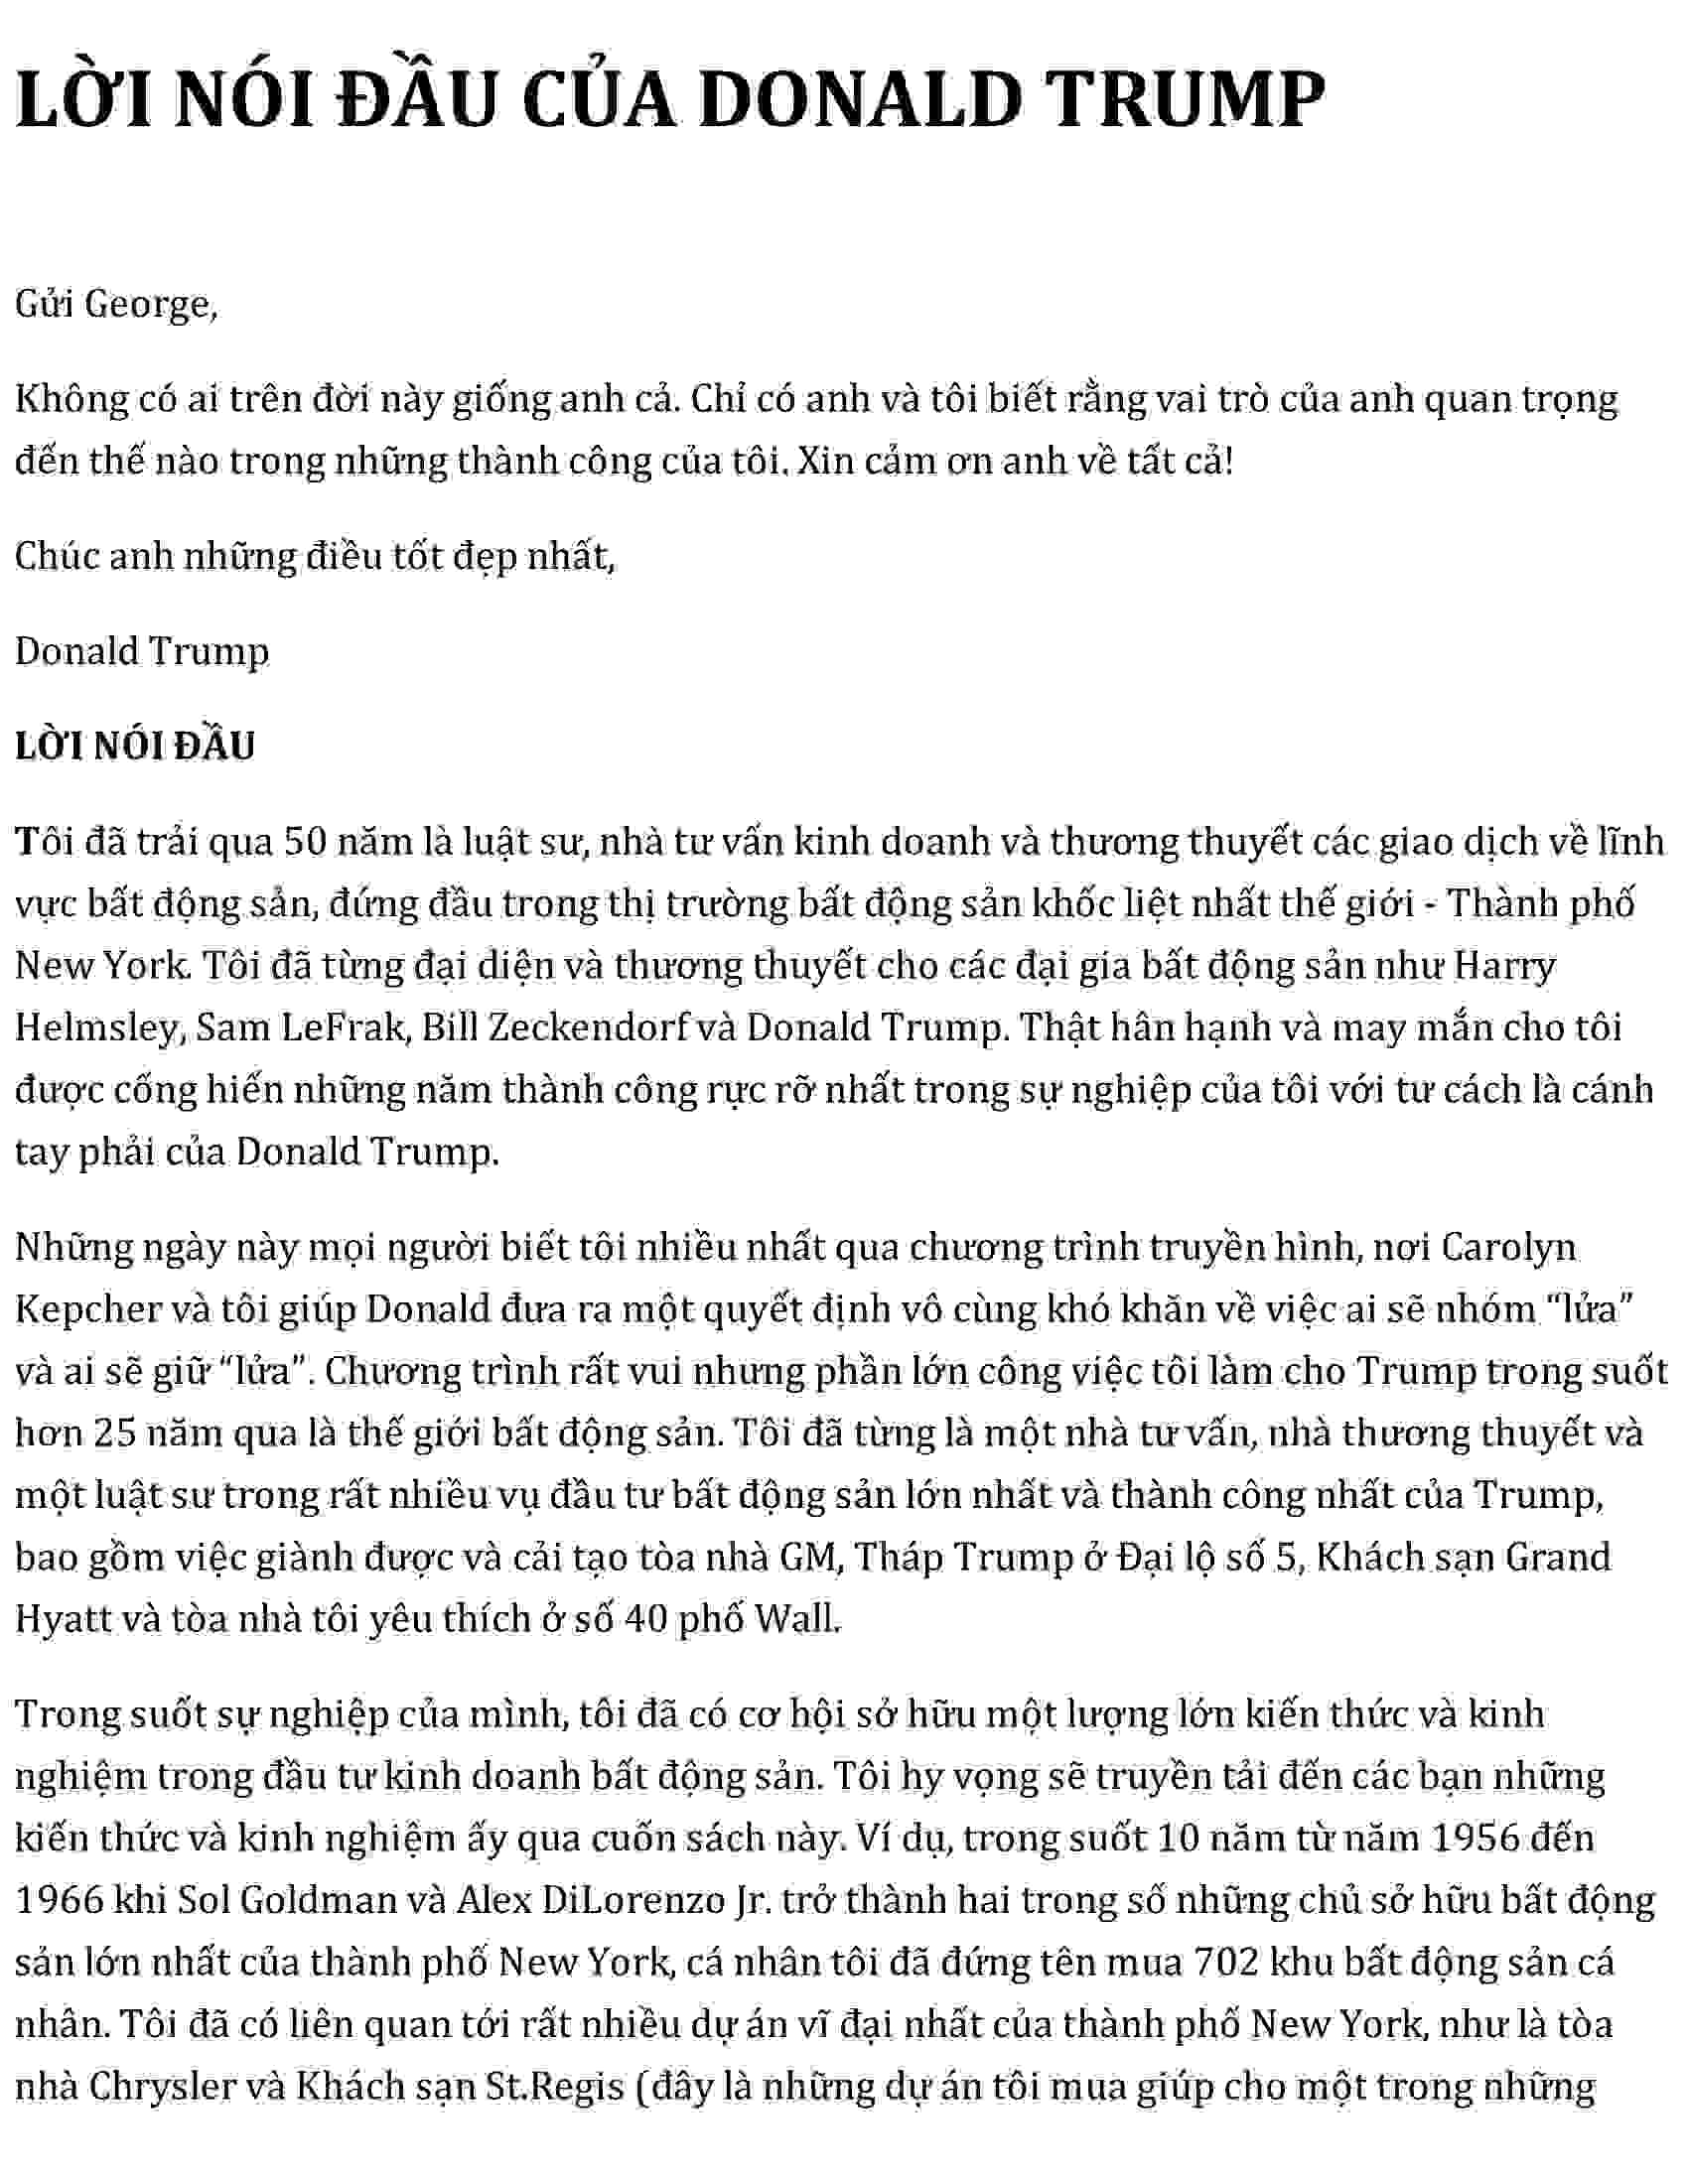 LỜI NÓI ĐẦU CỦA DONALD TRUMP
Gửi George,
Không có ai trên đời này giống anh cả. Chỉ có anh và tôi biết rằng vai trò của anh quan trọng
đến thế nào trong những thành công của tôi. Xin cảm ơn anh về tất cả!
Chúc anh những điều tốt đẹp nhất,
Donald Trump
LỜI NÓI ĐẦU
Tôi đã trải qua 50 năm là luật sư, nhà tư vấn kinh doanh và thương thuyết các giao dịch về lĩnh
vực bất động sản, đứng đầu trong thị trường bất động sản khốc liệt nhất thế giới - Thành phố
New York. Tôi đã từng đại diện và thương thuyết cho các đại gia bất động sản như Harry
Helmsley, Sam LeFrak, Bill Zeckendorf và Donald Trump. Thật hân hạnh và may mắn cho tôi
được cống hiến những năm thành công rực rỡ nhất trong sự nghiệp của tôi với tư cách là cánh
tay phải của Donald Trump.
Những ngày này mọi người biết tôi nhiều nhất qua chương trình truyền hình, nơi Carolyn
Kepcher và tôi giúp Donald đưa ra một quyết định vô cùng khó khăn về việc ai sẽ nhóm “lửa”
và ai sẽ giữ “lửa”. Chương trình rất vui nhưng phần lớn công việc tôi làm cho Trump trong suốt
hơn 25 năm qua là thế giới bất động sản. Tôi đã từng là một nhà tư vấn, nhà thương thuyết và
một luật sư trong rất nhiều vụ đầu tư bất động sản lớn nhất và thành công nhất của Trump,
bao gồm việc giành được và cải tạo tòa nhà GM, Tháp Trump ở Đại lộ số 5, Khách sạn Grand
Hyatt và tòa nhà tôi yêu thích ở số 40 phố Wall.
Trong suốt sự nghiệp của mình, tôi đã có cơ hội sở hữu một lượng lớn kiến thức và kinh
nghiệm trong đầu tư kinh doanh bất động sản. Tôi hy vọng sẽ truyền tải đến các bạn những
kiến thức và kinh nghiệm ấy qua cuốn sách này. Ví dụ, trong suốt 10 năm từ năm 1956 đến
1966 khi Sol Goldman và Alex DiLorenzo Jr. trở thành hai trong số những chủ sở hữu bất động
sản lớn nhất của thành phố New York, cá nhân tôi đã đứng tên mua 702 khu bất động sản cá
nhân. Tôi đã có liên quan tới rất nhiều dự án vĩ đại nhất của thành phố New York, như là tòa
nhà Chrysler và Khách sạn St.Regis (đây là những dự án tôi mua giúp cho một trong những